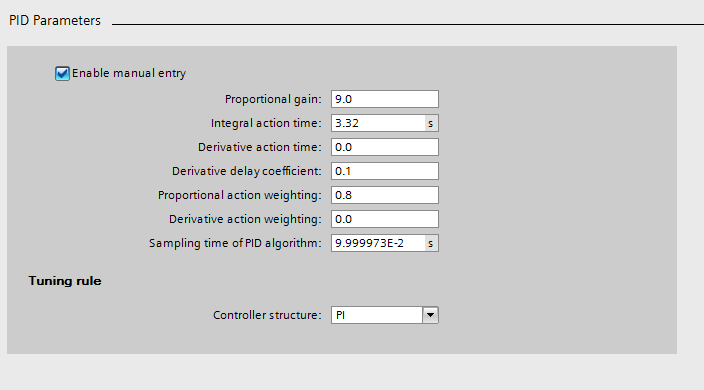 PID Parameters
Enable manual entry
Proportional gain: 9.0
Integral action time: 3.32 s
Derivative action time: 0.0
Derivative delay coefficient: 0.1
Proportional action weighting: 0.8
Derivative action weighting: 0.0
Sampling time of PID algorithm: 9.999973E-2 s
Tuning rule
Controller structure: PI